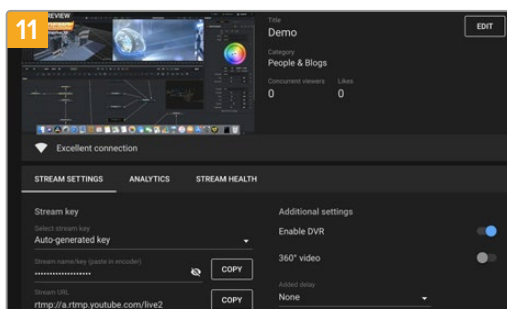 11
PREVIEW
Title
Demo
EDIT
Category
People & Blogs
Concurrent viewers Likes
0 0
Excellent connection
STREAM SETTINGS ANALYTICS STREAM HEALTH
Stream key Additional settings
Select stream key
Auto-generated key
Enable DVR
Stream name/key (paste in encoder)
••••••••••••••••••
COPY
360° video
Stream URL
rtmp://a.rtmp.youtube.com/live2
COPY
Added delay
None